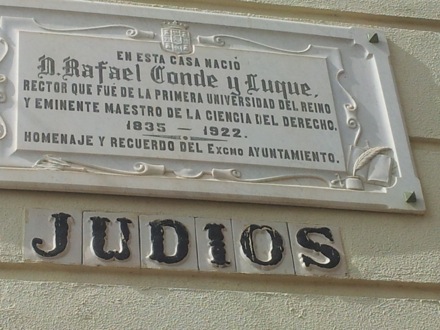 EN ESTA CASA NACIÓ
D. Rafael Conde y Luque,
RECTOR QUE FUÉ DE LA PRIMERA UNIVERSIDAD DEL REINO
Y EMINENTE MAESTRO DE LA CIENCIA DEL DERECHO.
1835 — 1922.
HOMENAJE Y RECUERDO DEL EXCMO AYUNTAMIENTO.
JUDIOS